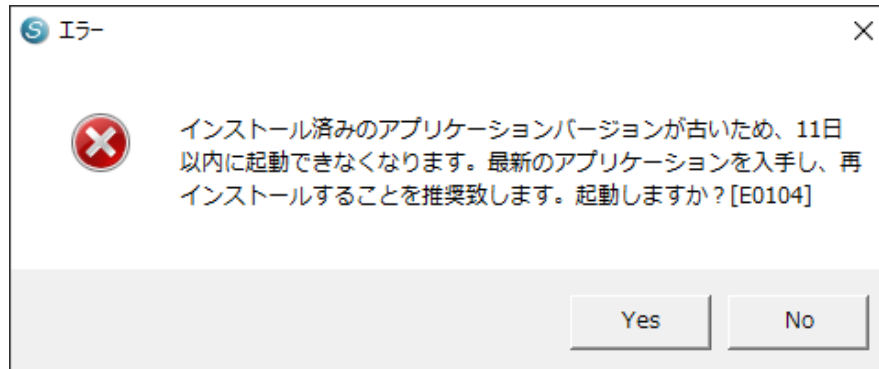 エラー
インストール済みのアプリケーションバージョンが古いため、11日
以内に起動できなくなります。最新のアプリケーションを入手し、再
インストールすることを推奨致します。起動しますか？[E0104]
Yes No